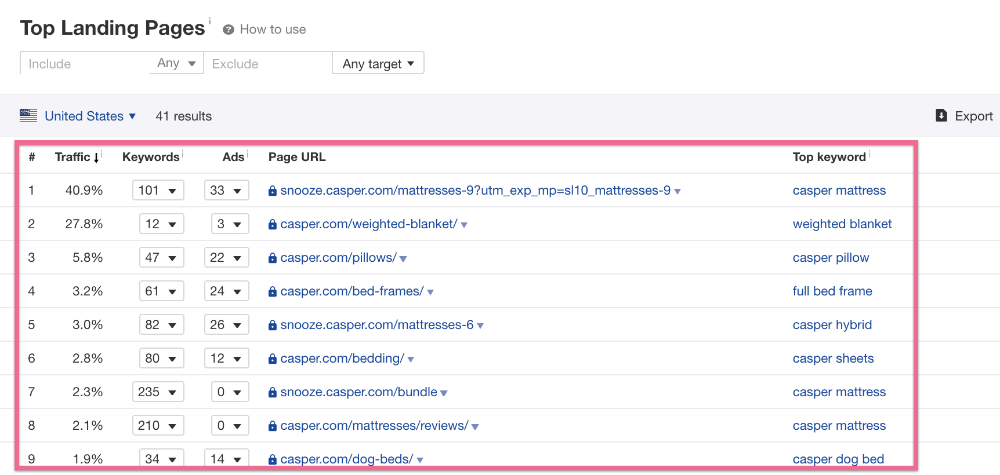 Top Landing Pages i ? How to use
Include Any Exclude Any target
United States 41 results Export
# Traffic i Keywords i Ads i Page URL Top keyword i
1 40.9% 101 33 snooze.casper.com/mattresses-9?utm_exp_mp=sl10_mattresses-9 casper mattress
2 27.8% 12 3 casper.com/weighted-blanket/ weighted blanket
3 5.8% 47 22 casper.com/pillows/ casper pillow
4 3.2% 61 24 casper.com/bed-frames/ full bed frame
5 3.0% 82 26 snooze.casper.com/mattresses-6 casper hybrid
6 2.8% 80 12 casper.com/bedding/ casper sheets
7 2.3% 235 0 snooze.casper.com/bundle casper mattress
8 2.1% 210 0 casper.com/mattresses/reviews/ casper mattress
9 1.9% 34 14 casper.com/dog-beds/ casper dog bed